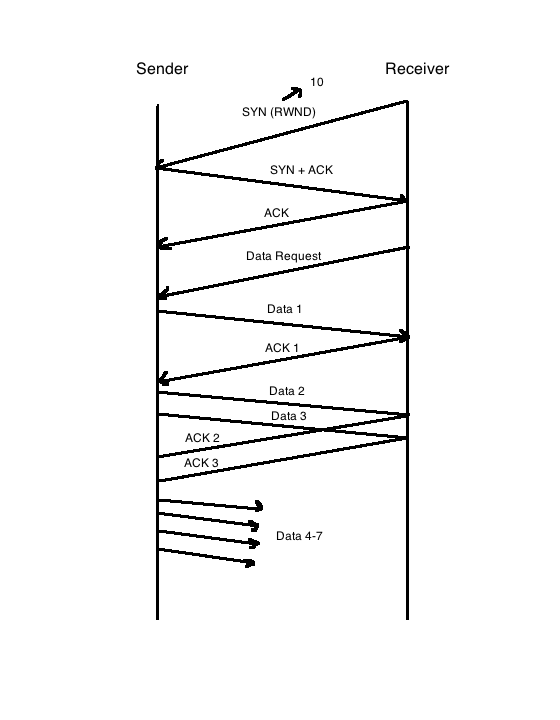 Sender
Receiver
10
SYN (RWND)
SYN + ACK
ACK
Data Request
Data 1
ACK 1
Data 2
Data 3
ACK 2
ACK 3
Data 4-7